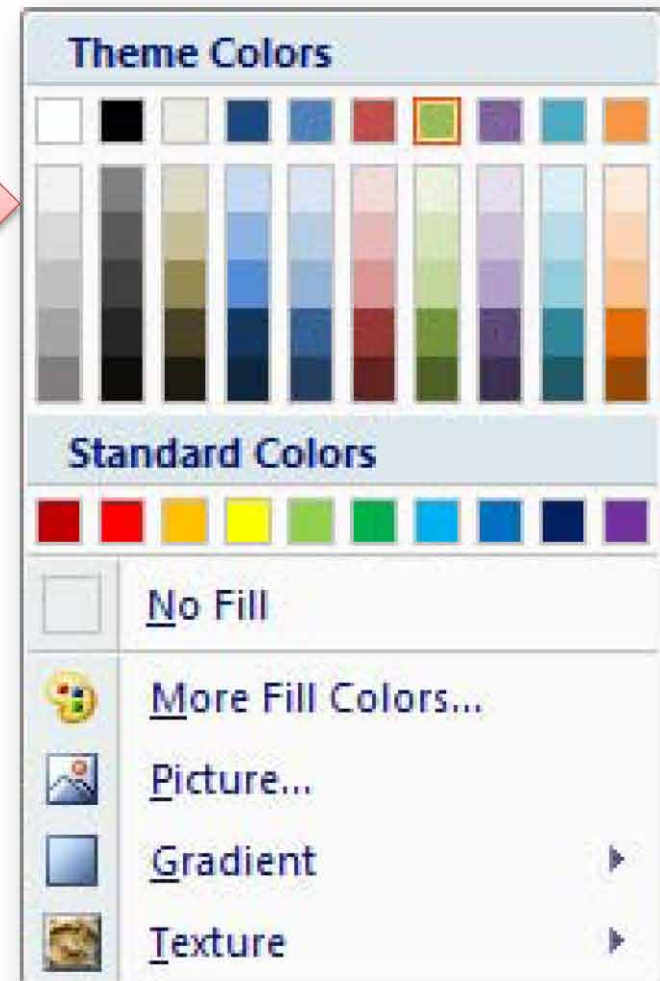 Theme Colors
Standard Colors
No Fill
More Fill Colors...
Picture...
Gradient
Texture